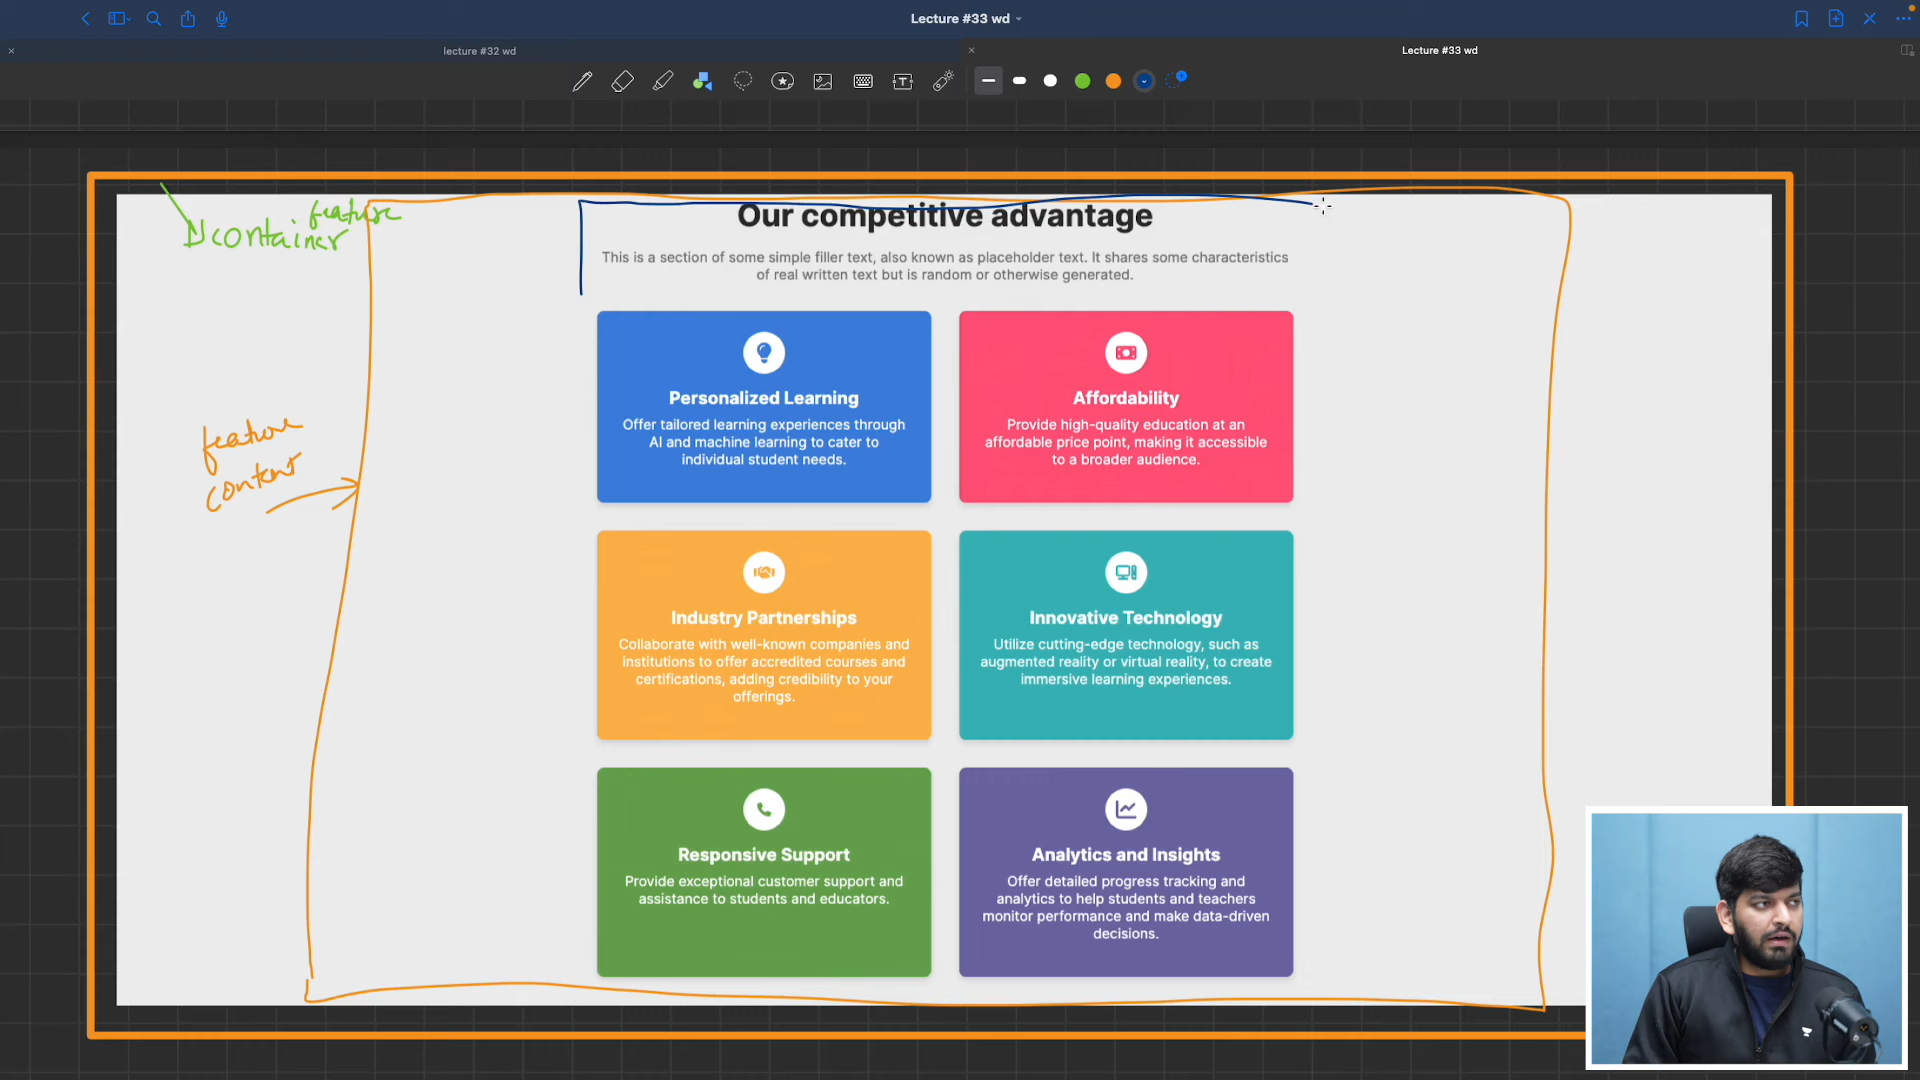 Lecture #33 wd
lecture #32 wd
Lecture #33 wd
feature
container
Our competitive advantage
This is a section of some simple filler text, also known as placeholder text. It shares some characteristics
of real written text but is random or otherwise generated.
Personalized Learning
Offer tailored learning experiences through
AI and machine learning to cater to
individual student needs.
Affordability
Provide high-quality education at an
affordable price point, making it accessible
to a broader audience.
feature
content
Industry Partnerships
Collaborate with well-known companies and
institutions to offer accredited courses and
certifications, adding credibility to your
offerings.
Innovative Technology
Utilize cutting-edge technology, such as
augmented reality or virtual reality, to create
immersive learning experiences.
Responsive Support
Provide exceptional customer support and
assistance to students and educators.
Analytics and Insights
Offer detailed progress tracking and
analytics to help students and teachers
monitor performance and make data-driven
decisions.